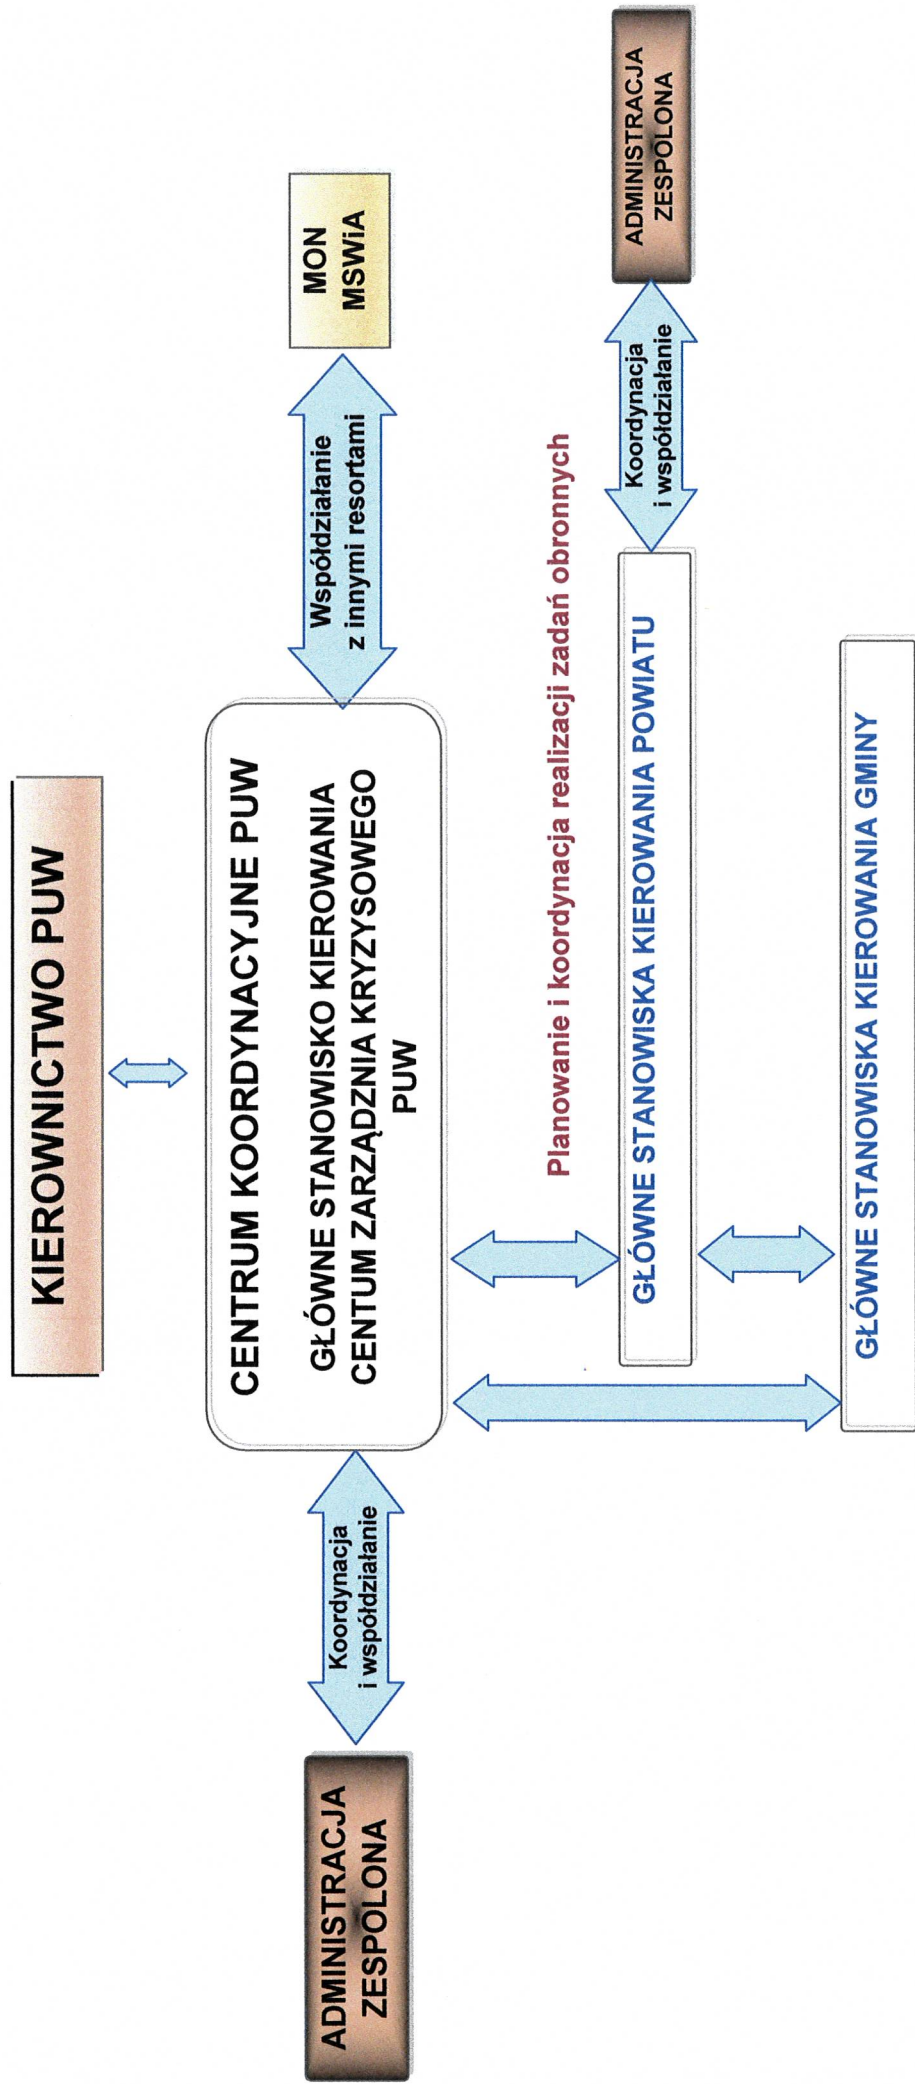 KIEROWNICTWO PUW
CENTRUM KOORDYNACYJNE PUW
GŁÓWNE STANOWISKO KIEROWANIA
CENTUM ZARZĄDZNIA KRYZYSOWEGO
PUW
ADMINISTRACJA
ZESPOLONA
Koordynacja
i współdziałanie
Współdziałanie
z innymi resortami
MON
MSWiA
Planowanie i koordynacja realizacji zadań obronnych
GŁÓWNE STANOWISKA KIEROWANIA POWIATU
Koordynacja
i współdziałanie
ADMINISTRACJA
ZESPOLONA
GŁÓWNE STANOWISKA KIEROWANIA GMINY